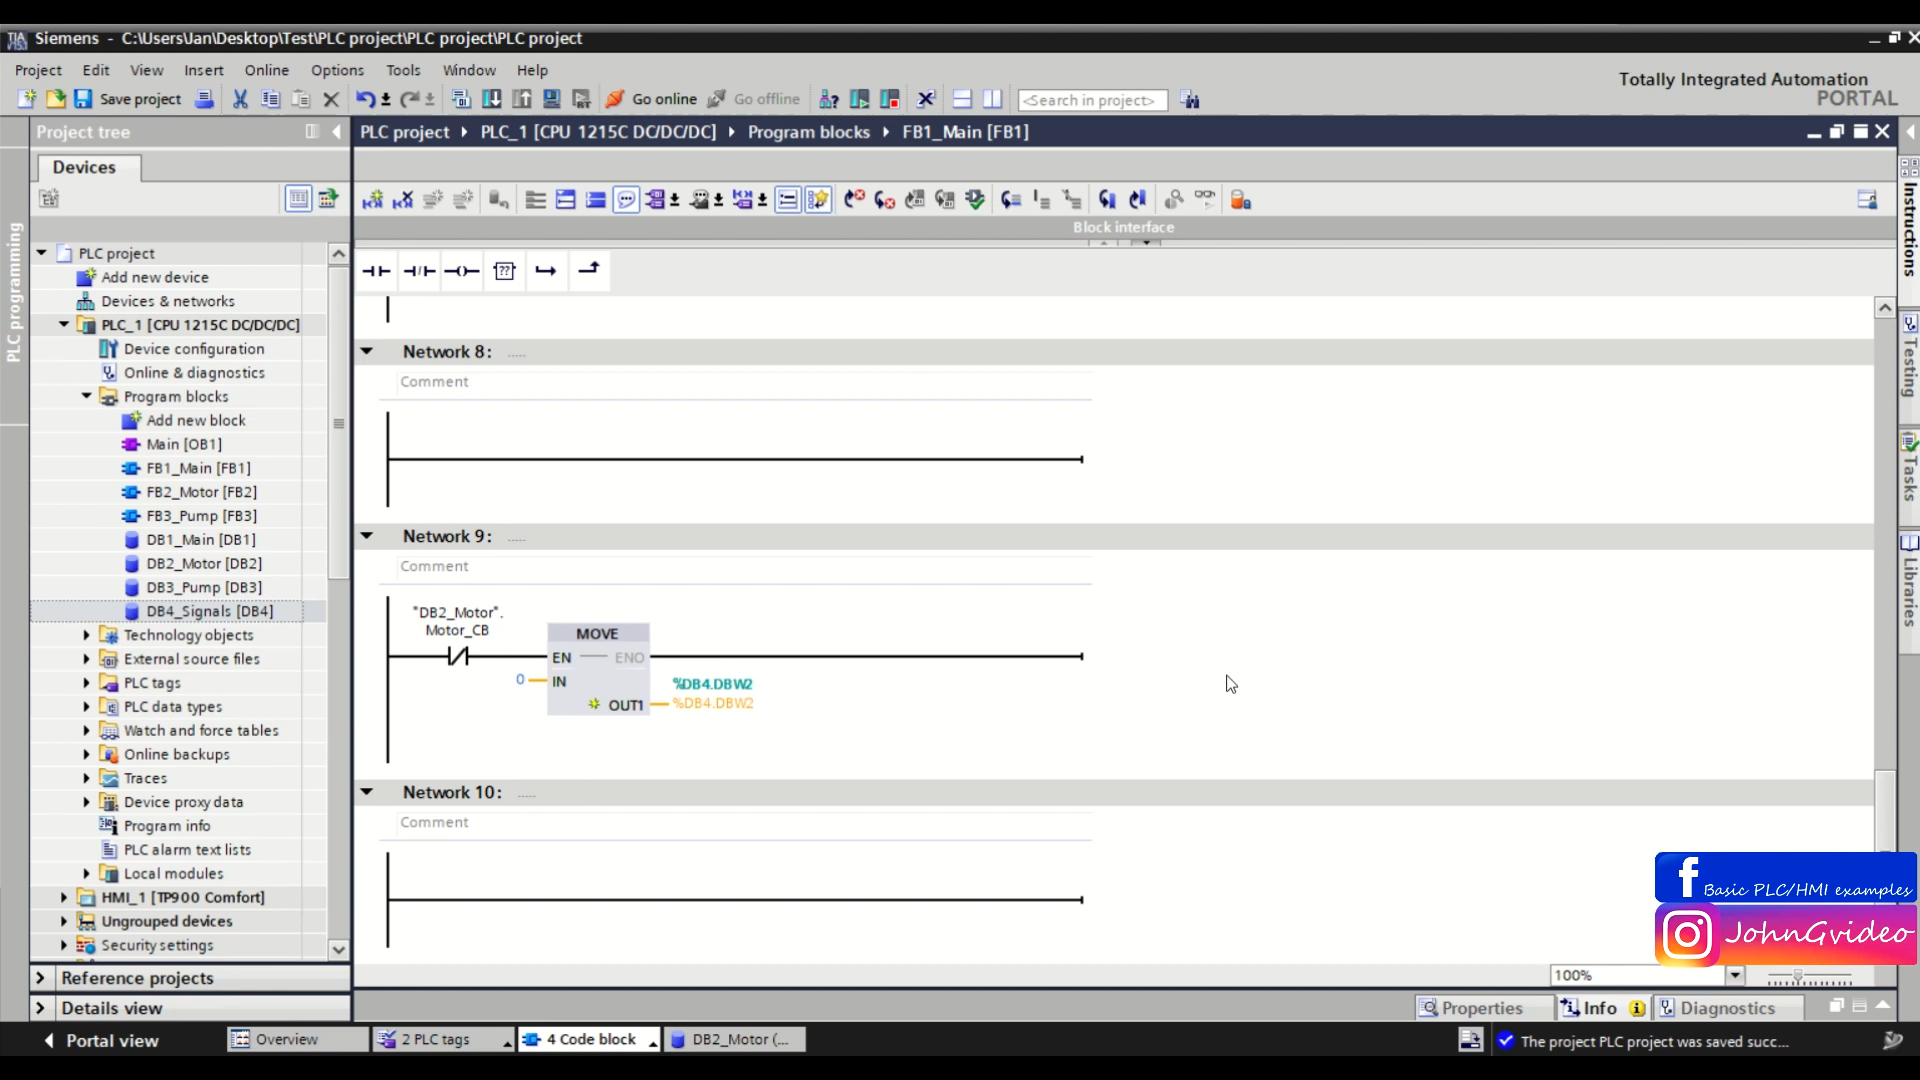 Siemens - C:\Users\Jan\Desktop\Test\PLC project\PLC project\PLC project
Project Edit View Insert Online Options Tools Window Help
Totally Integrated Automation
PORTAL
Save project
Go online
Go offline
<Search in project>
Project tree
PLC project PLC_1 [CPU 1215C DC/DC/DC] Program blocks FB1_Main [FB1]
Devices
Block interface
PLC programming
PLC project
Add new device
Devices & networks
PLC_1 [CPU 1215C DC/DC/DC]
Device configuration
Online & diagnostics
Program blocks
Add new block
Main [OB1]
FB1_Main [FB1]
FB2_Motor [FB2]
FB3_Pump [FB3]
DB1_Main [DB1]
DB2_Motor [DB2]
DB3_Pump [DB3]
DB4_Signals [DB4]
Technology objects
External source files
PLC tags
PLC data types
Watch and force tables
Online backups
Traces
Device proxy data
Program info
PLC alarm text lists
Local modules
HMI_1 [TP900 Comfort]
Ungrouped devices
Security settings
Reference projects
Details view
??
Network 8: .....
Comment
Network 9: .....
Comment
"DB2_Motor".
Motor_CB
MOVE
EN ENO
0 IN
%DB4.DBW2
OUT1 %DB4.DBW2
Network 10: .....
Comment
Instructions
Testing
Tasks
Libraries
Basic PLC/HMI examples
JohnGvideo
100%
Properties Info Diagnostics
Portal view Overview 2 PLC tags 4 Code block DB2_Motor (...
The project PLC project was saved succ...